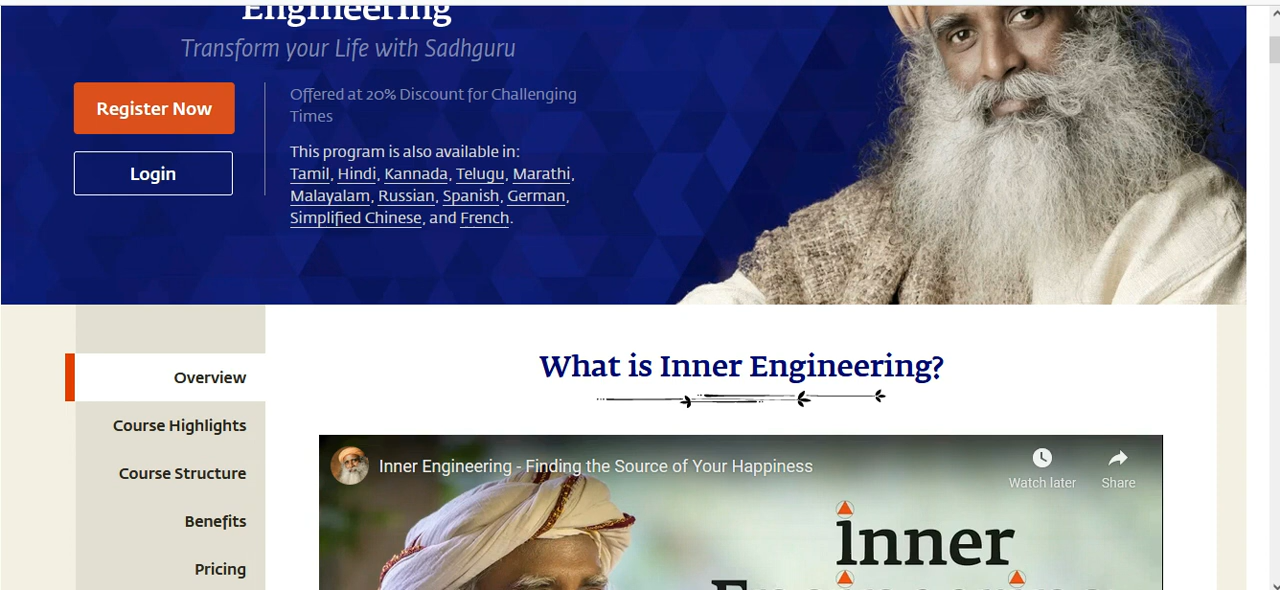 Engineering
Transform your Life with Sadhguru
Register Now
Login
Offered at 20% Discount for Challenging
Times
This program is also available in:
Tamil, Hindi, Kannada, Telugu, Marathi,
Malayalam, Russian, Spanish, German,
Simplified Chinese, and French.
Overview
Course Highlights
Course Structure
Benefits
Pricing
What is Inner Engineering?
Inner Engineering - Finding the Source of Your Happiness
Watch later
Share
Inner